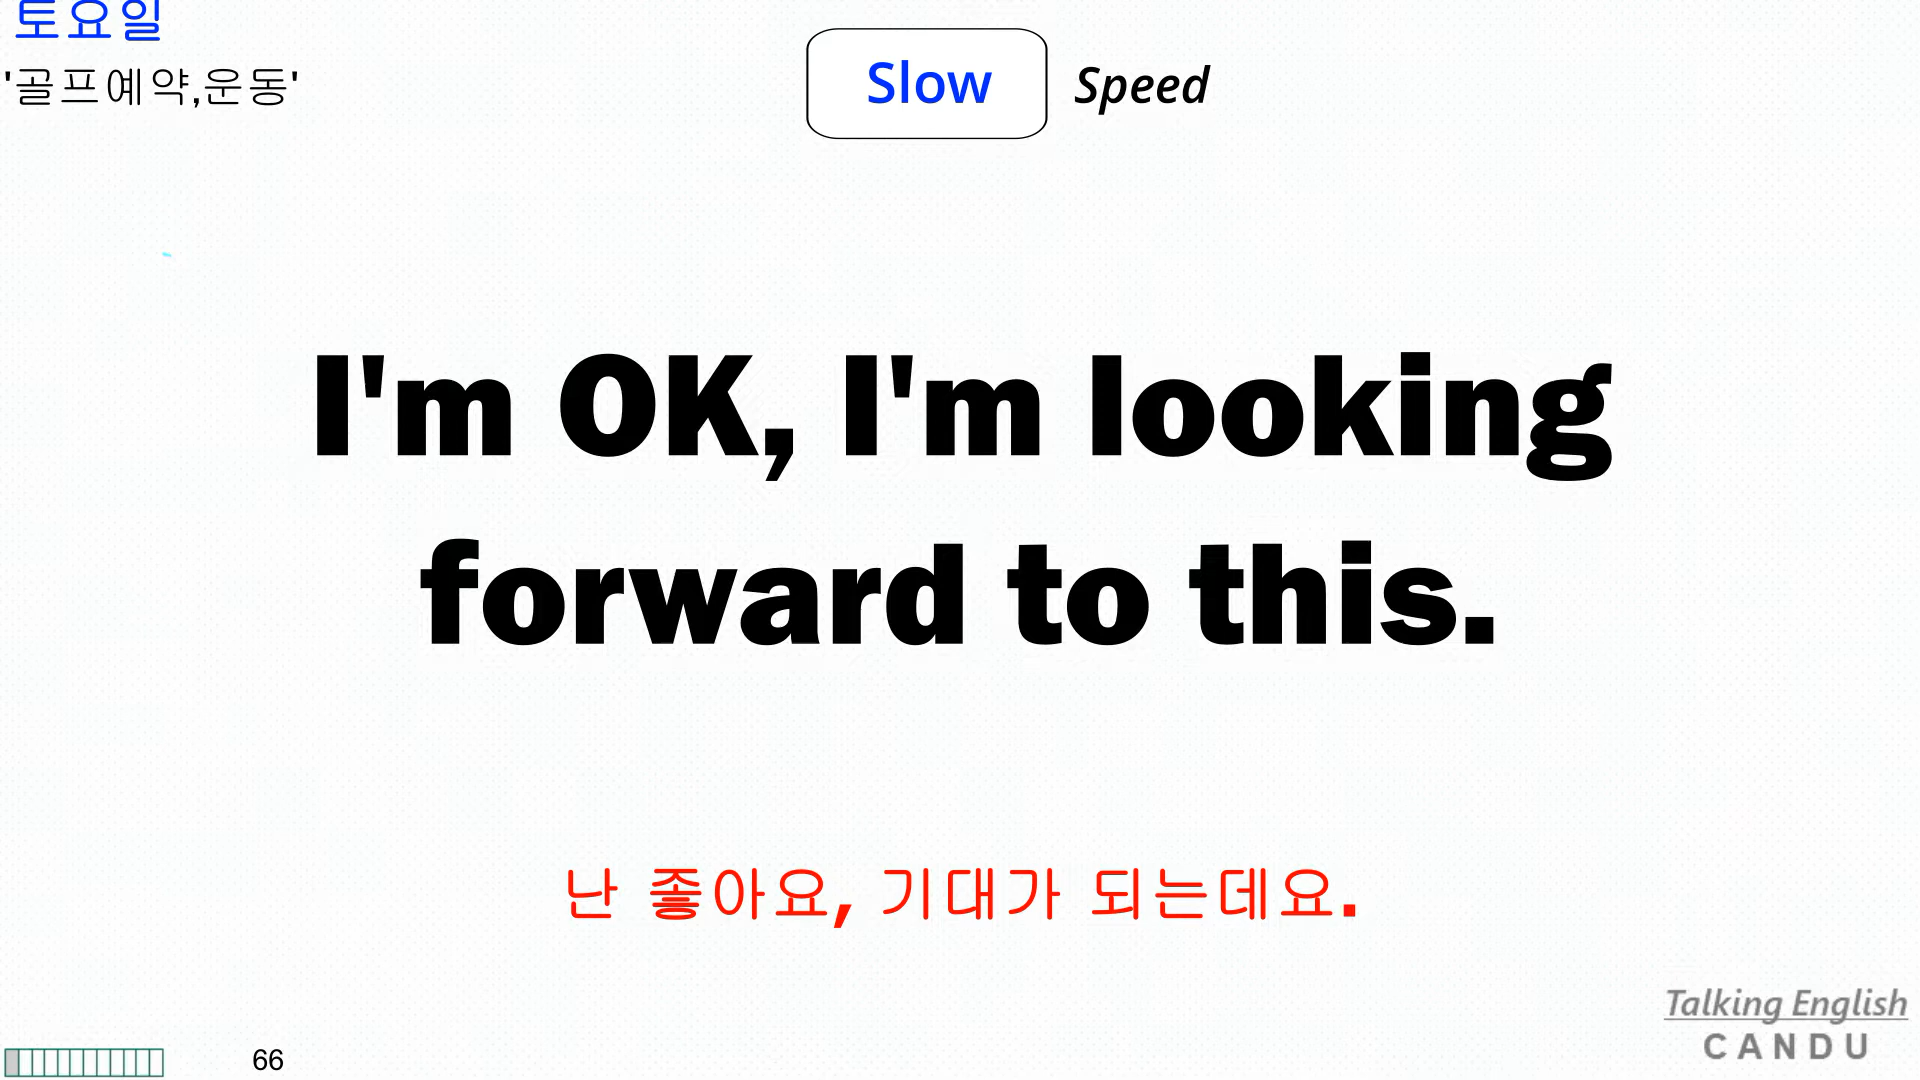 토요일
'골프예약,운동'
Slow Speed
I'm OK, I'm looking
forward to this.
난 좋아요, 기대가 되는데요.
Talking English
CANDU
66